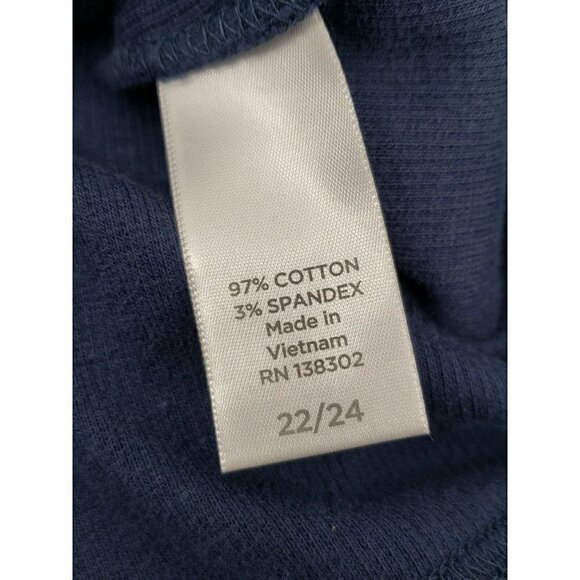 97% COTTON
3% SPANDEX
Made in
Vietnam
RN 138302
22/24